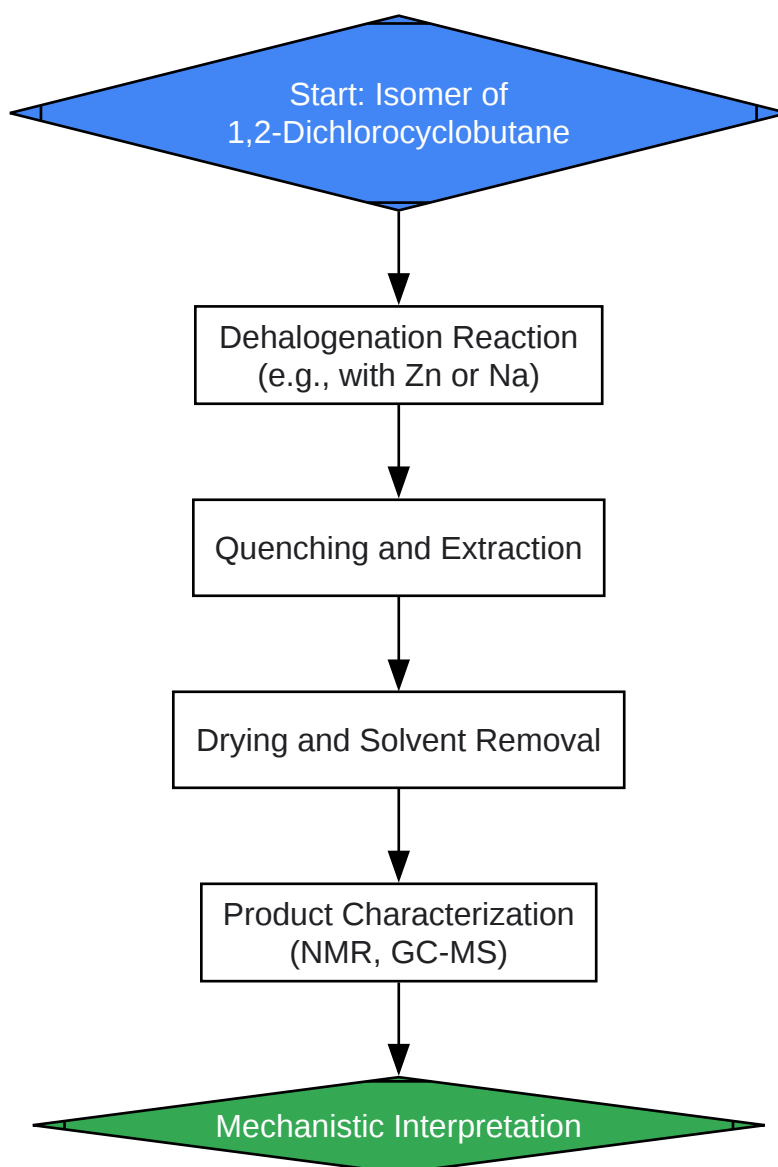 Start: Isomer of
1,2-Dichlorocyclobutane
Dehalogenation Reaction
(e.g., with Zn or Na)
Quenching and Extraction
Drying and Solvent Removal
Product Characterization
(NMR, GC-MS)
Mechanistic Interpretation